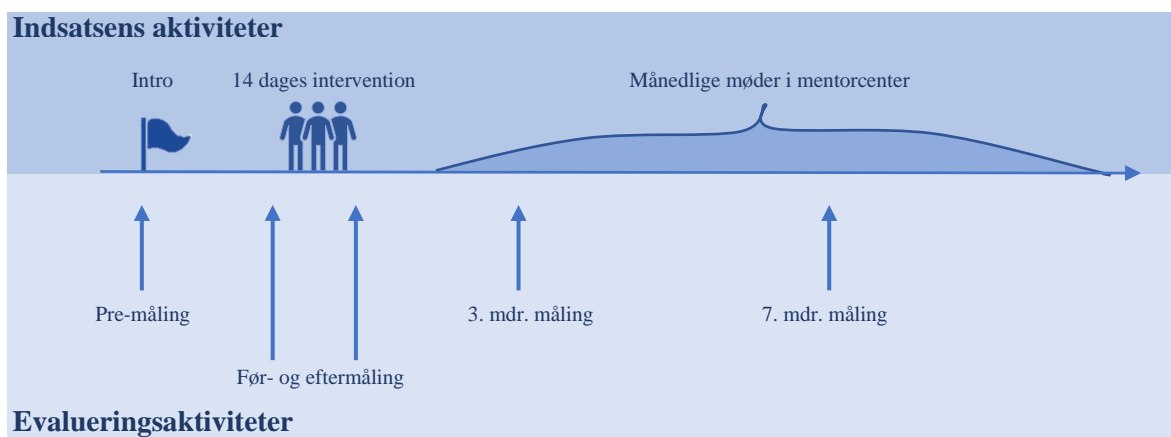 Indsatsens aktiviteter
Intro
14 dages intervention
Månedlige møder i mentorcenter
Pre-måling
3. mdr. måling
7. mdr. måling
Før- og eftermåling
Evalueringsaktiviteter